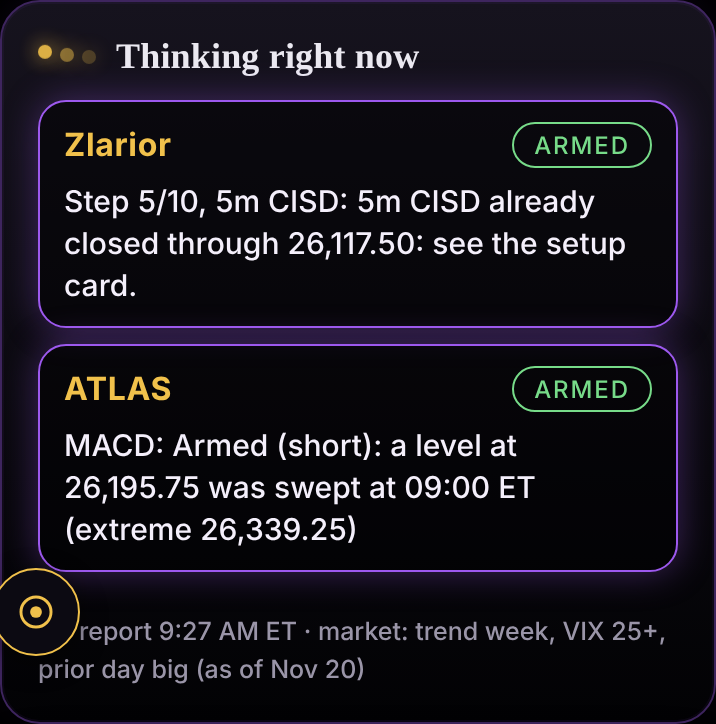 Thinking right now
Zlarior
ARMED
Step 5/10, 5m CISD: 5m CISD already
closed through 26,117.50: see the setup
card.
ATLAS
ARMED
MACD: Armed (short): a level at
26,195.75 was swept at 09:00 ET
(extreme 26,339.25)
report 9:27 AM ET · market: trend week, VIX 25+,
prior day big (as of Nov 20)